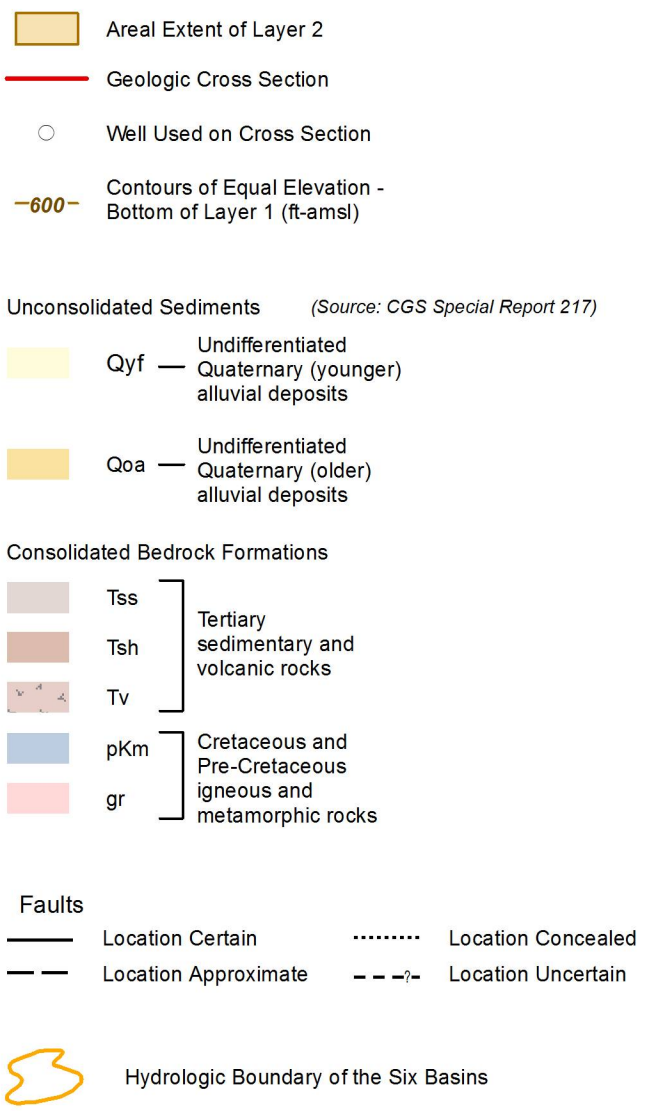 Areal Extent of Layer 2
Geologic Cross Section
Well Used on Cross Section
600
Contours of Equal Elevation -
Bottom of Layer 1 (ft-amsl)
Unconsolidated Sediments (Source: CGS Special Report 217)
Qyf
Undifferentiated
Quaternary (younger)
alluvial deposits
Qoa
Undifferentiated
Quaternary (older)
alluvial deposits
Consolidated Bedrock Formations
Tss
Tsh
Tv
Tertiary
sedimentary and
volcanic rocks
pKm
gr
Cretaceous and
Pre-Cretaceous
igneous and
metamorphic rocks
Faults
Location Certain
Location Concealed
Location Approximate
?
Location Uncertain
Hydrologic Boundary of the Six Basins